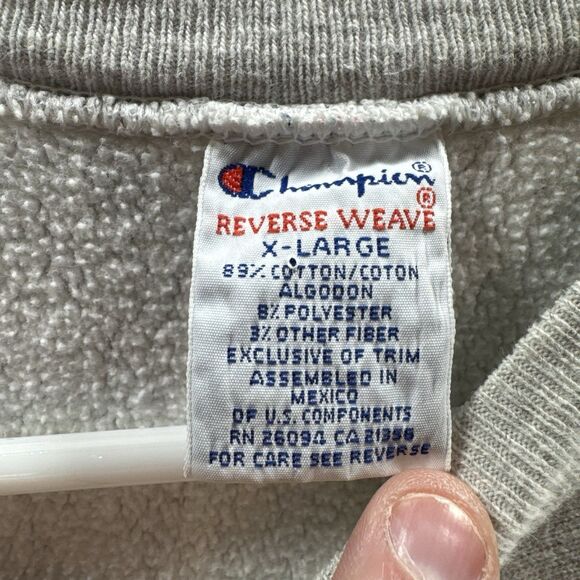 Champion®
REVERSE WEAVE®
X-LARGE
89% COTTON/COTON
ALGODON
8% POLYESTER
3% OTHER FIBER
EXCLUSIVE OF TRIM
ASSEMBLED IN
MEXICO
OF U.S. COMPONENTS
RN 26094 CA 21356
FOR CARE SEE REVERSE